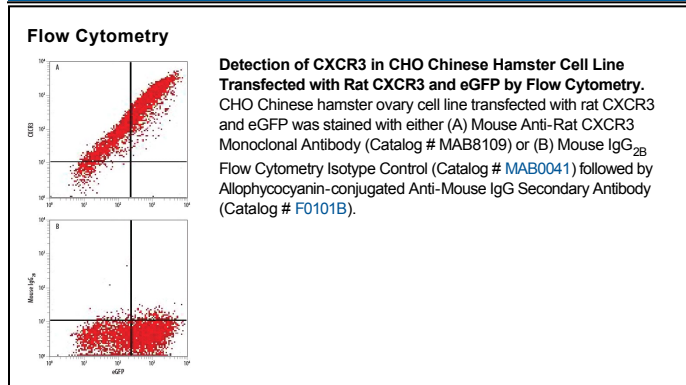 Flow Cytometry
Detection of CXCR3 in CHO Chinese Hamster Cell Line
Transfected with Rat CXCR3 and eGFP by Flow Cytometry.
CHO Chinese hamster ovary cell line transfected with rat CXCR3
and eGFP was stained with either (A) Mouse Anti-Rat CXCR3
Monoclonal Antibody (Catalog # MAB8109) or (B) Mouse IgG2B
Flow Cytometry Isotype Control (Catalog # MAB0041) followed by
Allophycocyanin-conjugated Anti-Mouse IgG Secondary Antibody
(Catalog # F0101B).
A
CXCR3
B
Mouse IgG2B
eGFP